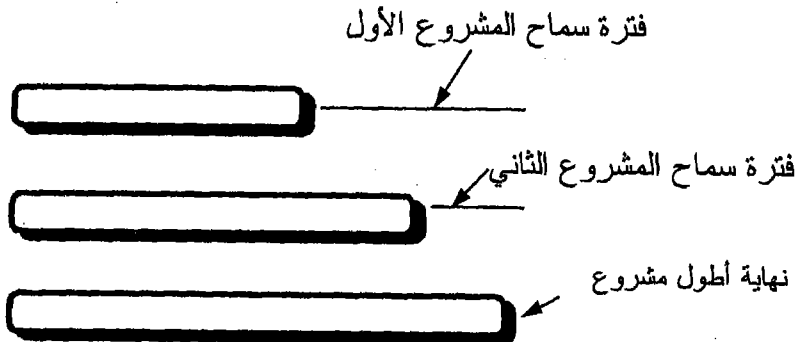 فترة سماح المشروع الأول
فترة سماح المشروع الثاني
نهاية أطول مشروع